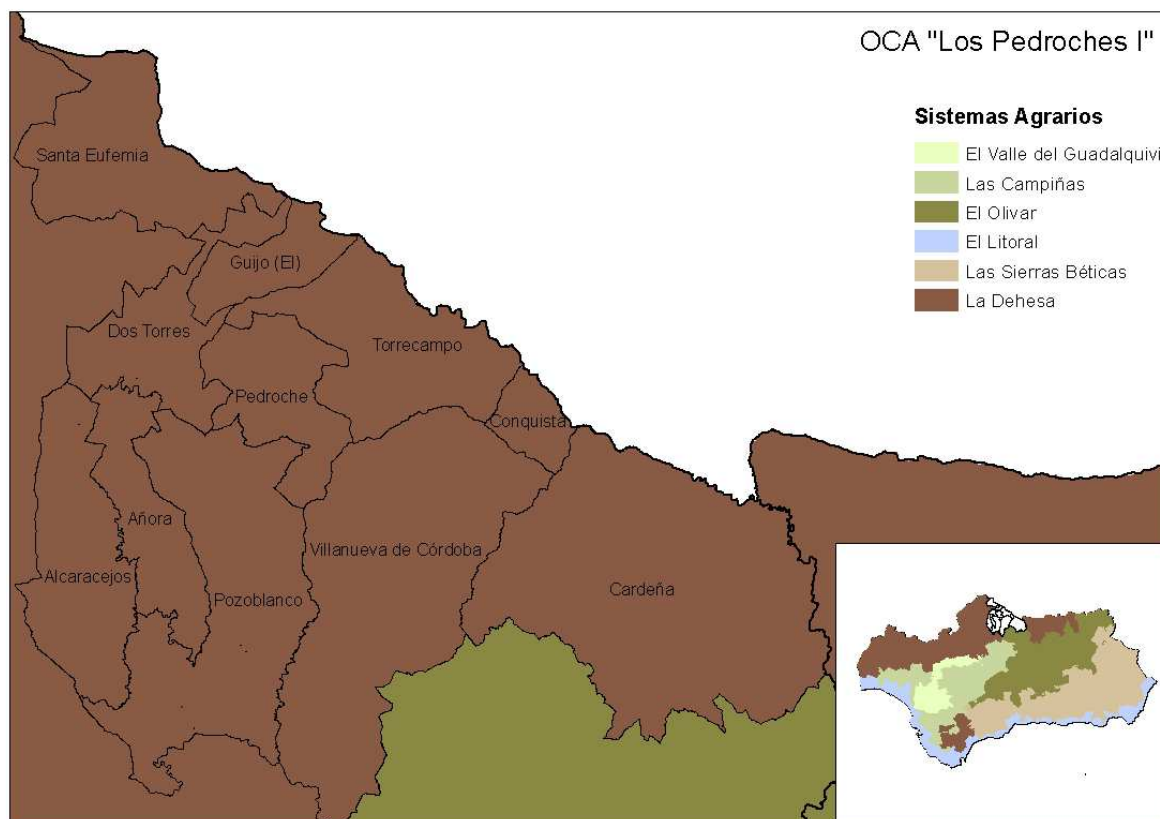 OCA "Los Pedroches I"
Sistemas Agrarios
El Valle del Guadalquivi
Las Campiñas
El Olivar
El Litoral
Las Sierras Béticas
La Dehesa
Santa Eufemia
Guijo (El)
Dos Torres
Torrecampo
Pedroche
Conquista
Añora
Villanueva de Córdoba
Alcaracejos
Pozoblanco
Cardeña